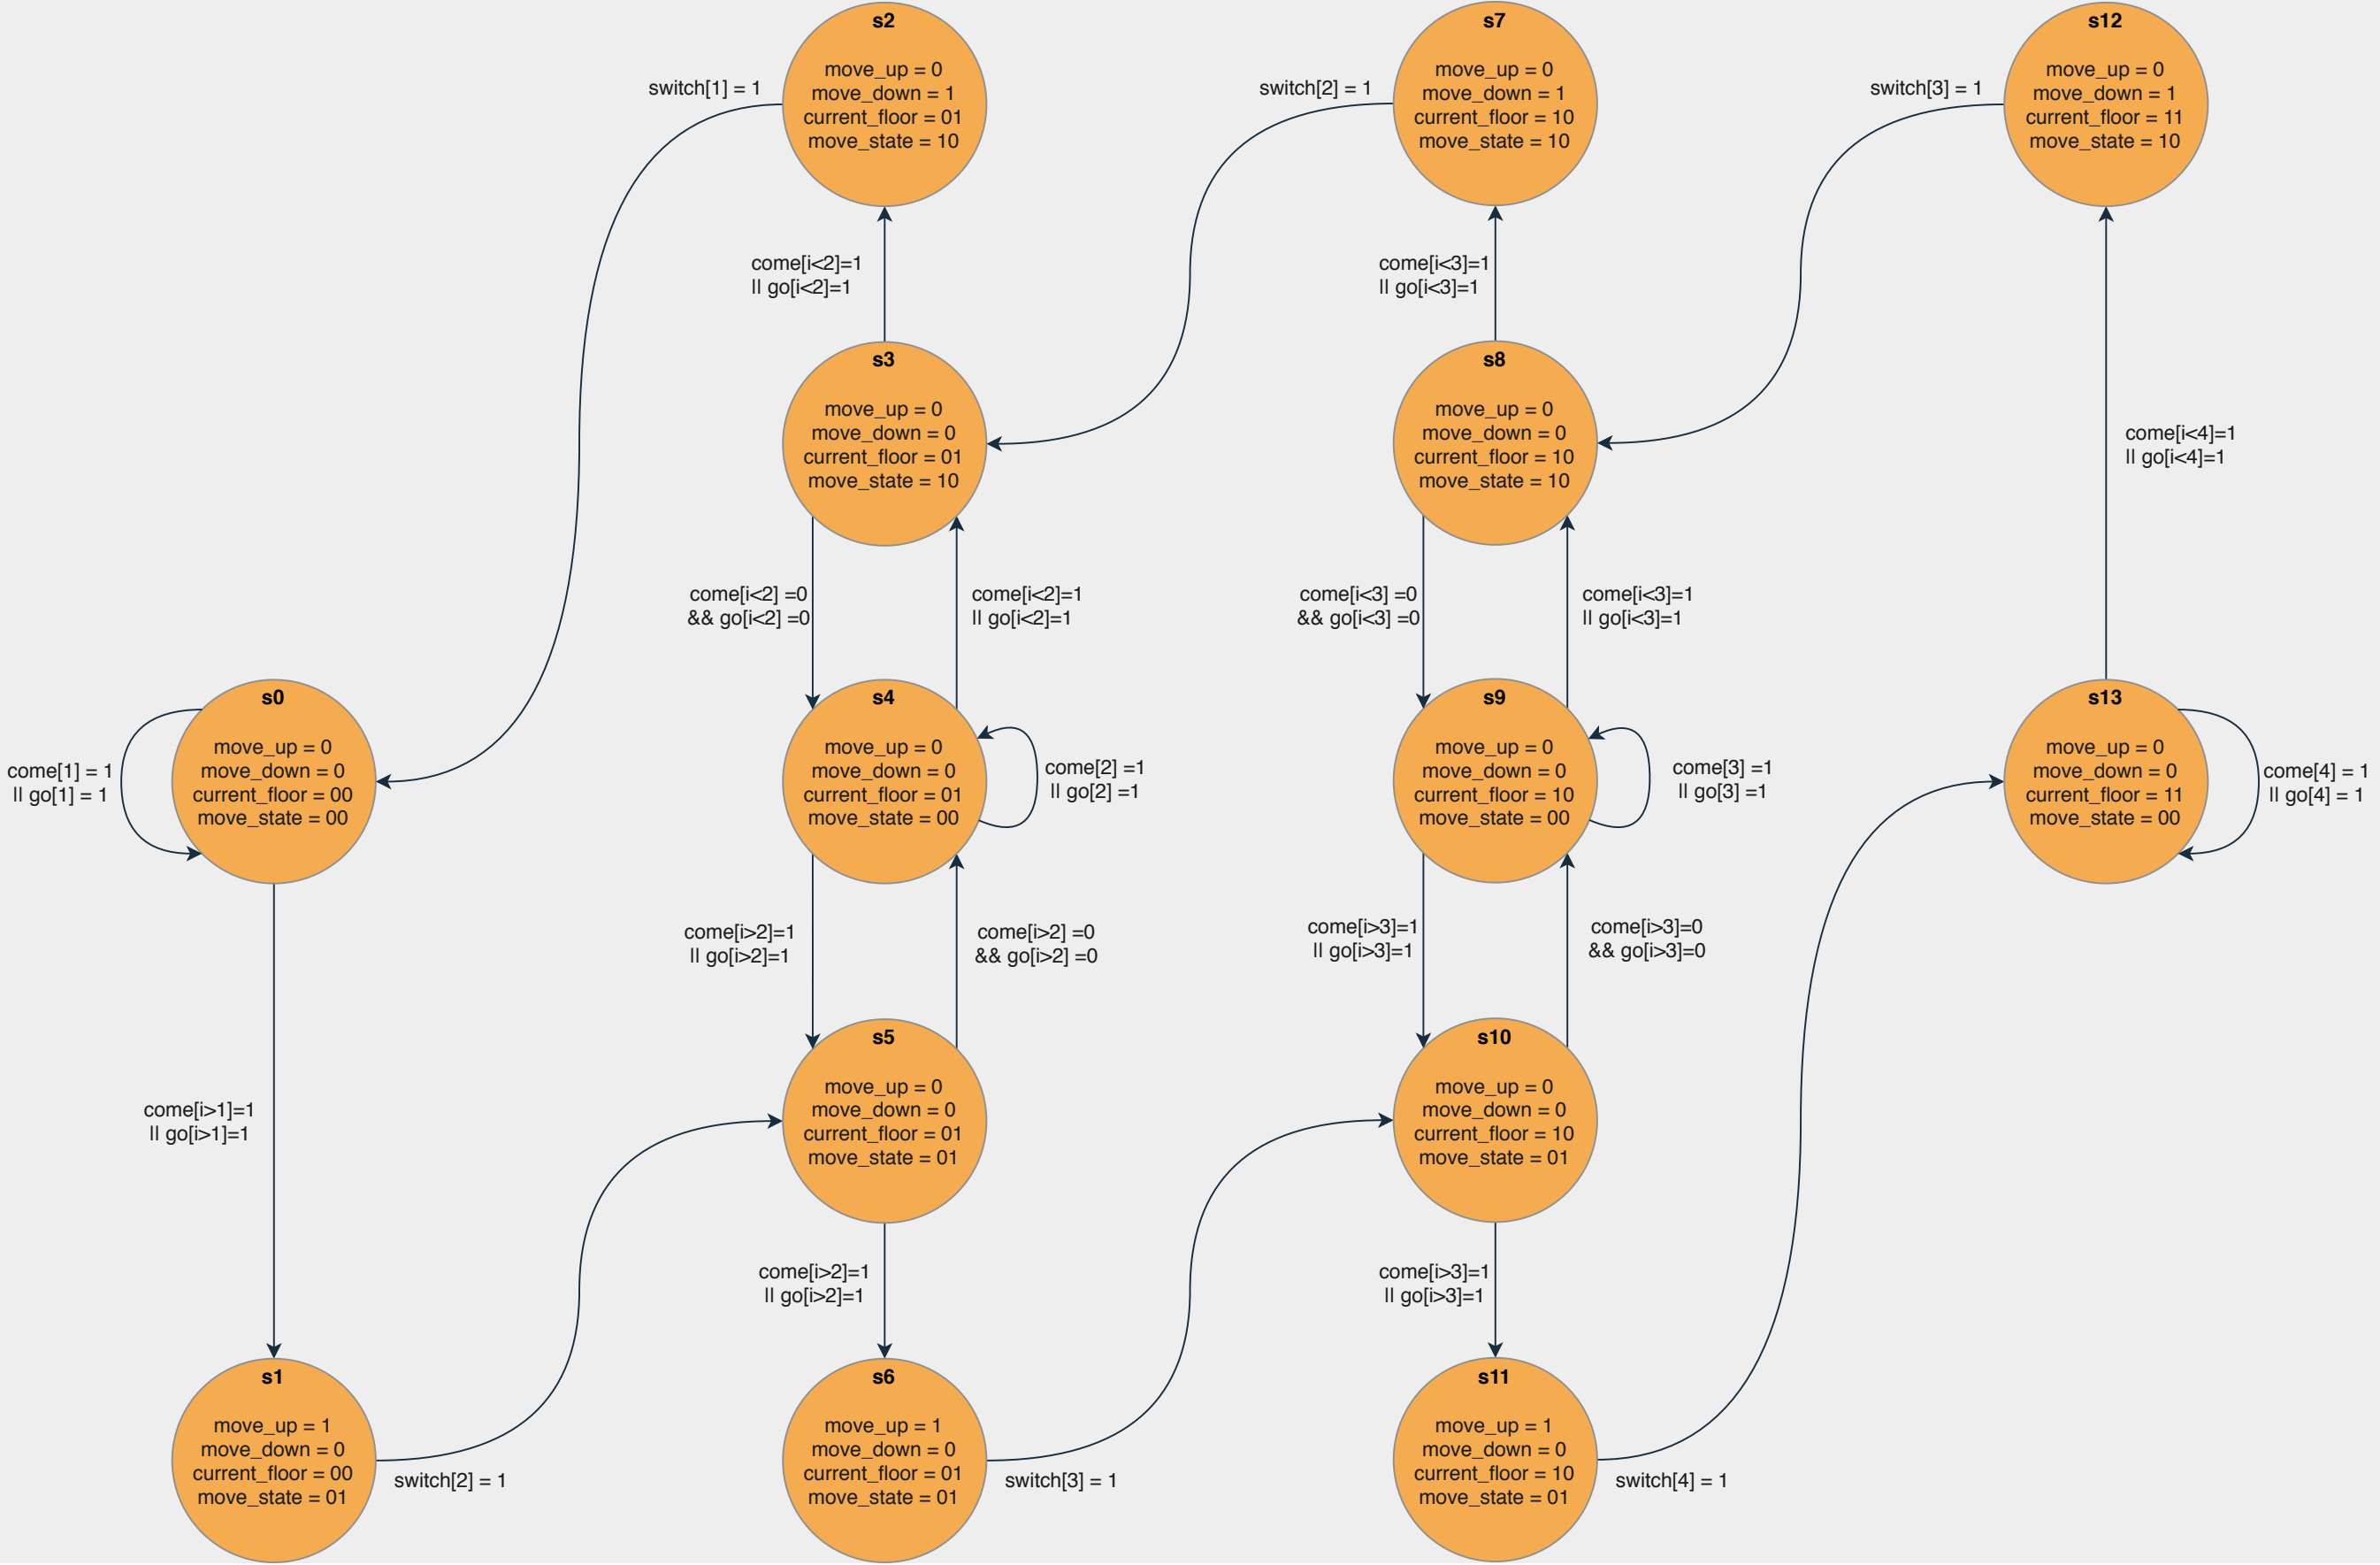 s2
move_up = 0
move_down = 1
current_floor = 01
move_state = 10
s7
move_up = 0
move_down = 1
current_floor = 10
move_state = 10
s12
move_up = 0
move_down = 1
current_floor = 11
move_state = 10
switch[1] = 1
switch[2] = 1
switch[3] = 1
come[i<2]=1
|| go[i<2]=1
come[i<3]=1
|| go[i<3]=1
s3
move_up = 0
move_down = 0
current_floor = 01
move_state = 10
s8
move_up = 0
move_down = 0
current_floor = 10
move_state = 10
come[i<4]=1
|| go[i<4]=1
come[i<2] =0
&& go[i<2] =0
come[i<2]=1
|| go[i<2]=1
come[i<3] =0
&& go[i<3] =0
come[i<3]=1
|| go[i<3]=1
come[1] = 1
|| go[1] = 1
s0
move_up = 0
move_down = 0
current_floor = 00
move_state = 00
s4
move_up = 0
move_down = 0
current_floor = 01
move_state = 00
come[2] =1
|| go[2] =1
s9
move_up = 0
move_down = 0
current_floor = 10
move_state = 00
come[3] =1
|| go[3] =1
s13
move_up = 0
move_down = 0
current_floor = 11
move_state = 00
come[4] = 1
|| go[4] = 1
come[i>2]=1
|| go[i>2]=1
come[i>2] =0
&& go[i>2] =0
come[i>3]=1
|| go[i>3]=1
come[i>3]=0
&& go[i>3]=0
come[i>1]=1
|| go[i>1]=1
s5
move_up = 0
move_down = 0
current_floor = 01
move_state = 01
s10
move_up = 0
move_down = 0
current_floor = 10
move_state = 01
come[i>2]=1
|| go[i>2]=1
come[i>3]=1
|| go[i>3]=1
s1
move_up = 1
move_down = 0
current_floor = 00
move_state = 01
switch[2] = 1
s6
move_up = 1
move_down = 0
current_floor = 01
move_state = 01
switch[3] = 1
s11
move_up = 1
move_down = 0
current_floor = 10
move_state = 01
switch[4] = 1